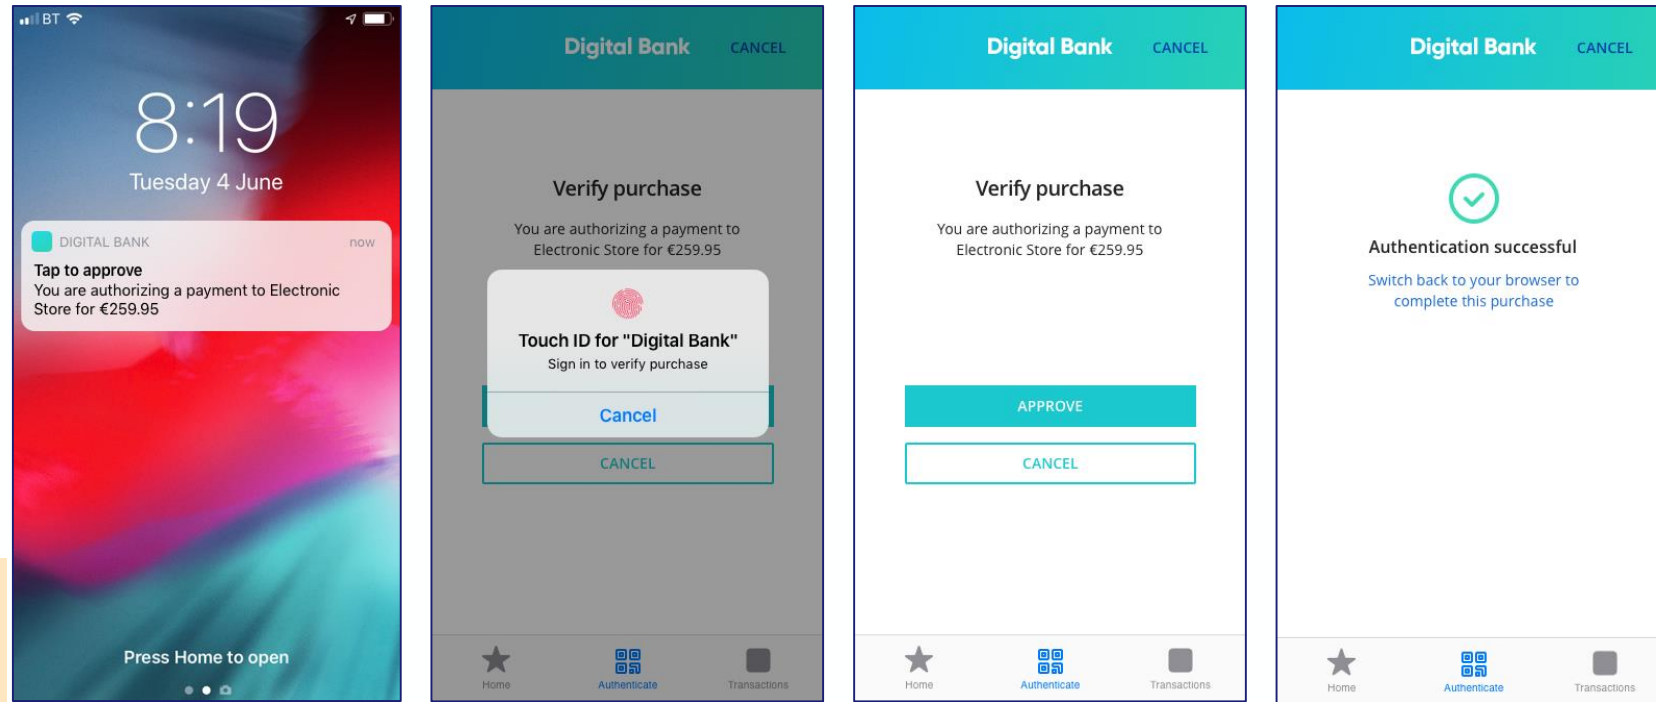 BT
8:19
Tuesday 4 June
DIGITAL BANK now
Tap to approve
You are authorizing a payment to Electronic
Store for €259.95
Press Home to open
Digital Bank CANCEL
Verify purchase
You are authorizing a payment to
Electronic Store for €259.95
Touch ID for "Digital Bank"
Sign in to verify purchase
Cancel
CANCEL
Home Authenticate Transactions
Digital Bank CANCEL
Verify purchase
You are authorizing a payment to
Electronic Store for €259.95
APPROVE
CANCEL
Home Authenticate Transactions
Digital Bank CANCEL
Authentication successful
Switch back to your browser to
complete this purchase
Home Authenticate Transactions